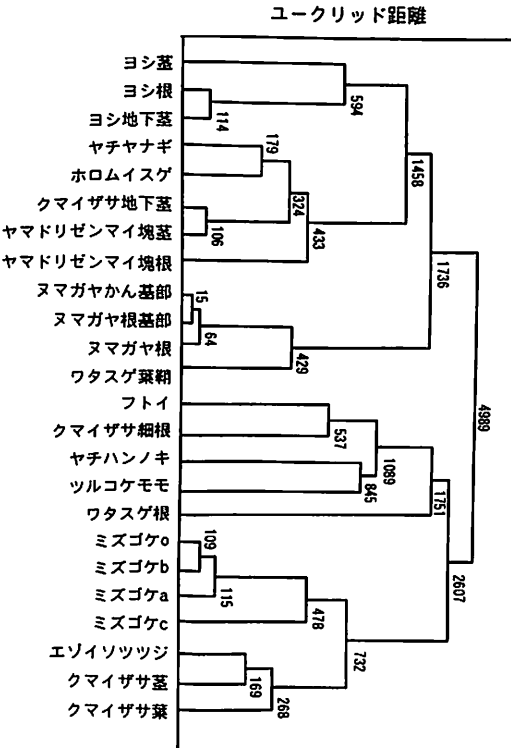 ユークリッド距離
ヨシ茎
ヨシ根
ヨシ地下茎
ヤチヤナギ
ホロムイスゲ
クマイザサ地下茎
ヤマドリゼンマイ塊茎
ヤマドリゼンマイ塊根
ヌマガヤかん基部
ヌマガヤ根基部
ヌマガヤ根
ワタスゲ葉鞘
フトイ
クマイザサ細根
ヤチハンノキ
ツルコケモモ
ワタスゲ根
ミズゴケo
ミズゴケb
ミズゴケa
ミズゴケc
エゾイソツツジ
クマイザサ茎
クマイザサ葉
594
114
179
1458
324
106
433
1736
15
64
429
4989
537
1089
845
1751
109
115
2607
478
732
169
268